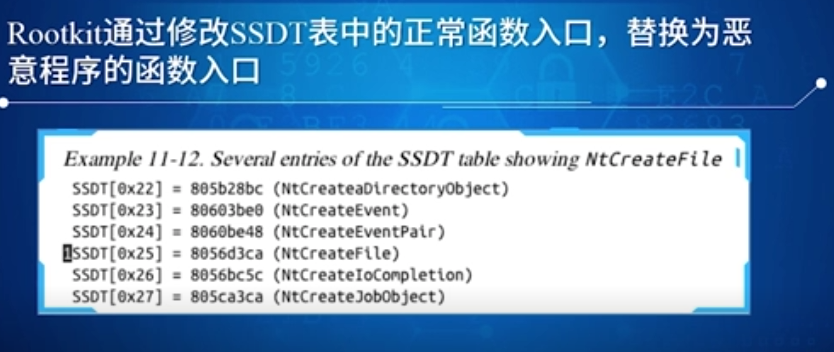 Rootkit通过修改SSDT表中的正常函数入口，替换为恶
意程序的函数入口
Example 11-12. Several entries of the SSDT table showing NtCreateFile
SSDT[0x22] = 805b28bc (NtCreateaDirectoryObject)
SSDT[0x23] = 80603be0 (NtCreateEvent)
SSDT[0x24] = 8060be48 (NtCreateEventPair)
1SSDT[0x25] = 8056d3ca (NtCreateFile)
SSDT[0x26] = 8056bc5c (NtCreateIoCompletion)
SSDT[0x27] = 805ca3ca (NtCreateJobObject)